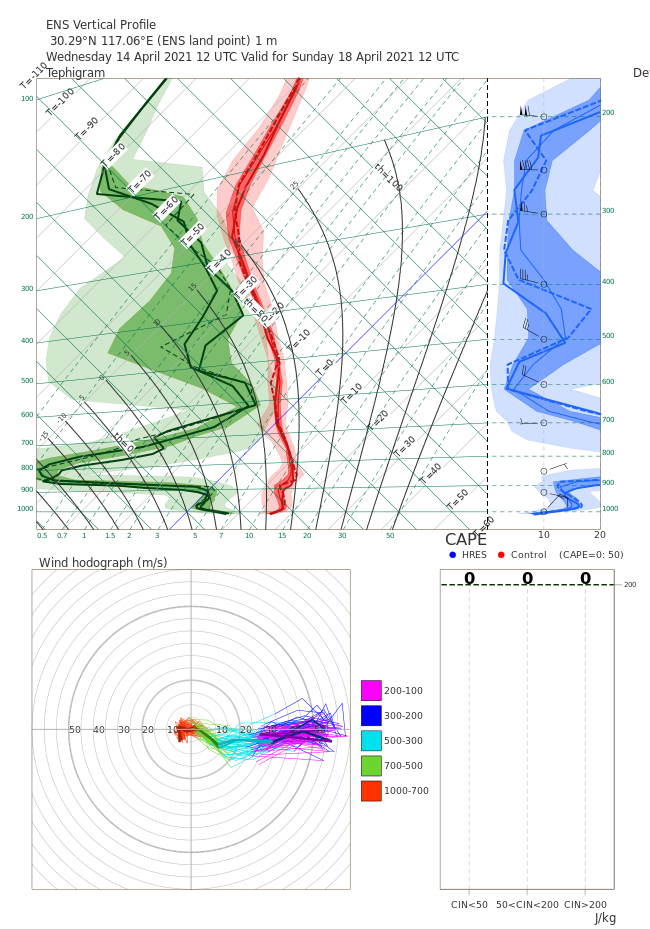 ENS Vertical Profile
30.29°N 117.06°E (ENS land point) 1 m
Wednesday 14 April 2021 12 UTC Valid for Sunday 18 April 2021 12 UTC
Tephigram
De
T=-110
T=-100
T=-90
T=-80
T=-70
T=-60
T=-50
T=-40
T=-30
T=-20
T=-10
T=0
T=10
T=20
T=30
T=40
T=50
T=60
th=100
th=50
th=0
100
200
300
400
500
600
700
800
900
1000
25
15
10
5
-5
-10
-15
0.5 0.7 1 1.5 2 3 5 7 10 15 20 30 50
200
300
400
500
600
700
800
900
1000
10 20
CAPE
HRES Control (CAPE=0: 50)
0 0 0
200
CIN<50 50<CIN<200 CIN>200
J/kg
Wind hodograph (m/s)
50 40 30 20 10 10 20
200-100
300-200
500-300
700-500
1000-700